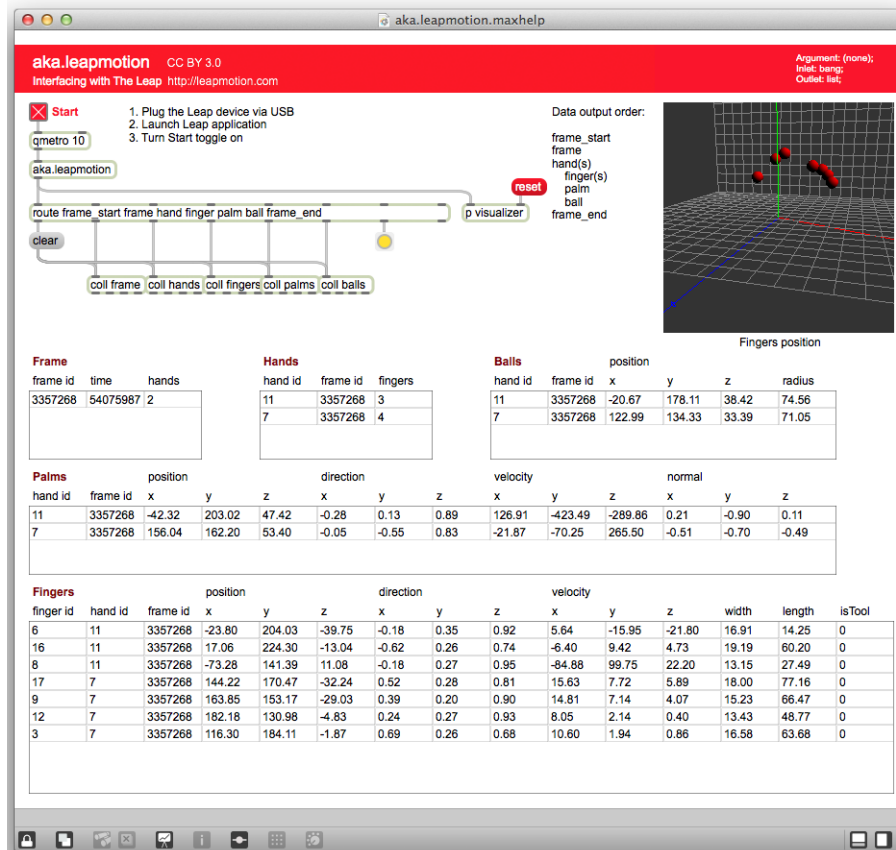 aka.leapmotion.maxhelp
aka.leapmotion CC BY 3.0
Interfacing with The Leap http://leapmotion.com
Argument: (none);
Inlet: bang;
Outlet: list;
Start
1. Plug the Leap device via USB
2. Launch Leap application
3. Turn Start toggle on
qmetro 10
aka.leapmotion
reset
route frame_start frame hand finger palm ball frame_end
p visualizer
clear
coll frame coll hands coll fingers coll palms coll balls
Data output order:
frame_start
frame
hand(s)
finger(s)
palm
ball
frame_end
Fingers position
Frame
frame id time hands
3357268 54075987 2
Hands
hand id frame id fingers
11 3357268 3
7 3357268 4
Balls position
hand id frame id x y z radius
11 3357268 -20.67 178.11 38.42 74.56
7 3357268 122.99 134.33 33.39 71.05
Palms position direction velocity normal
hand id frame id x y z x y z x y z x y z
11 3357268 -42.32 203.02 47.42 -0.28 0.13 0.89 126.91 -423.49 -289.86 0.21 -0.90 0.11
7 3357268 156.04 162.20 53.40 -0.05 -0.55 0.83 -21.87 -70.25 265.50 -0.51 -0.70 -0.49
Fingers position direction velocity
finger id hand id frame id x y z x y z x y z width length isTool
6 11 3357268 -23.80 204.03 -39.75 -0.18 0.35 0.92 5.64 -15.95 -21.80 16.91 14.25 0
16 11 3357268 17.06 224.30 -13.04 -0.62 0.26 0.74 -6.40 9.42 4.73 19.19 60.20 0
8 11 3357268 -73.28 141.39 11.08 -0.18 0.27 0.95 -84.88 99.75 22.20 13.15 27.49 0
17 7 3357268 144.22 170.47 -32.24 0.52 0.28 0.81 15.63 7.72 5.89 18.00 77.16 0
9 7 3357268 163.85 153.17 -29.03 0.39 0.20 0.90 14.81 7.14 4.07 15.23 66.47 0
12 7 3357268 182.18 130.98 -4.83 0.24 0.27 0.93 8.05 2.14 0.40 13.43 48.77 0
3 7 3357268 116.30 184.11 -1.87 0.69 0.26 0.68 10.60 1.94 0.86 16.58 63.68 0